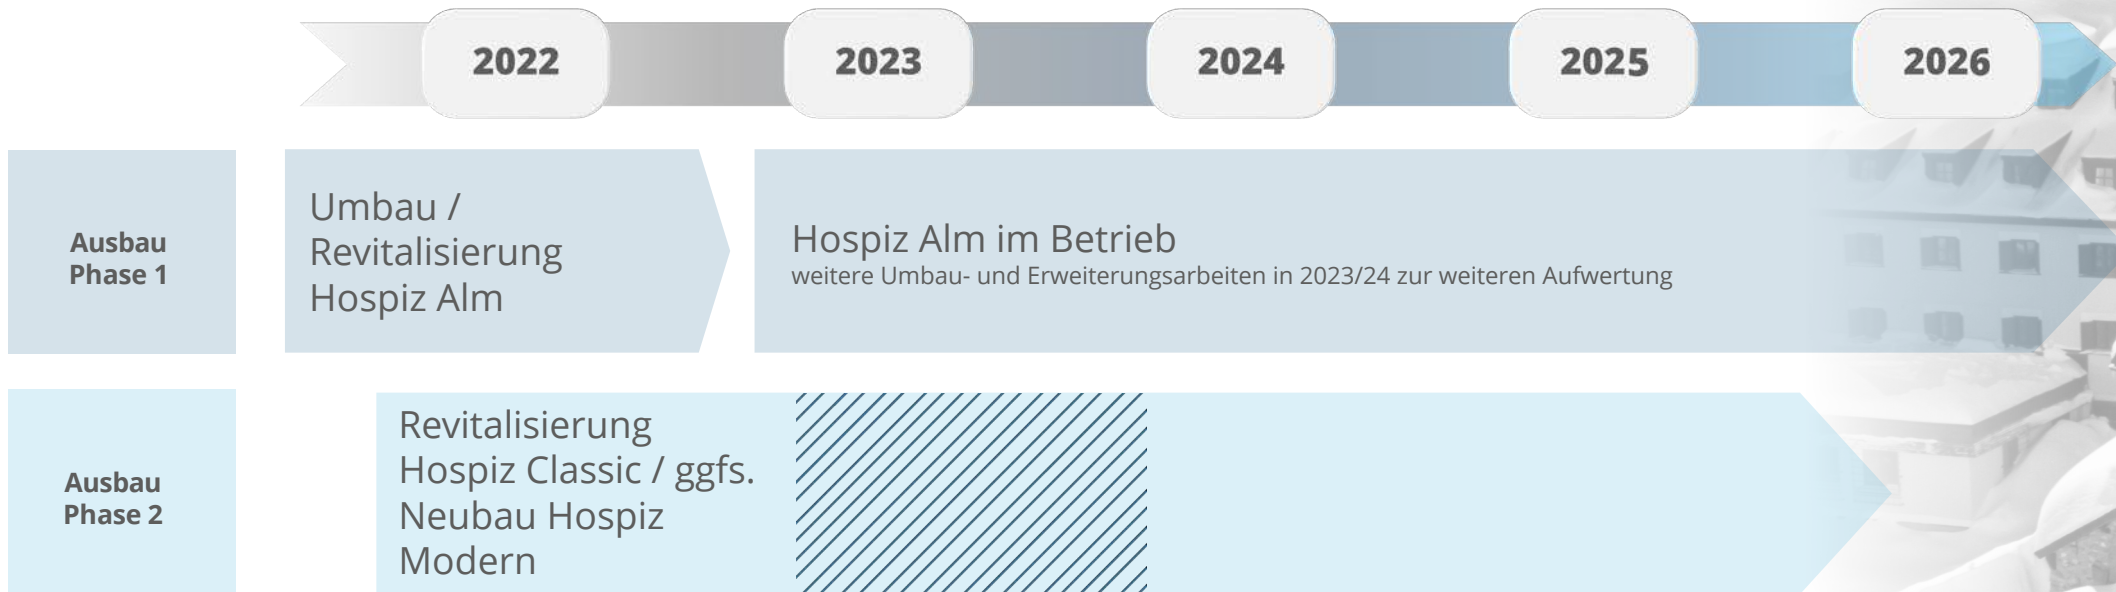 2022
2023
2024
2025
2026
Ausbau
Phase 1
Umbau /
Revitalisierung
Hospiz Alm
Hospiz Alm im Betrieb
weitere Umbau- und Erweiterungsarbeiten in 2023/24 zur weiteren Aufwertung
Ausbau
Phase 2
Revitalisierung
Hospiz Classic / ggfs.
Neubau Hospiz
Modern